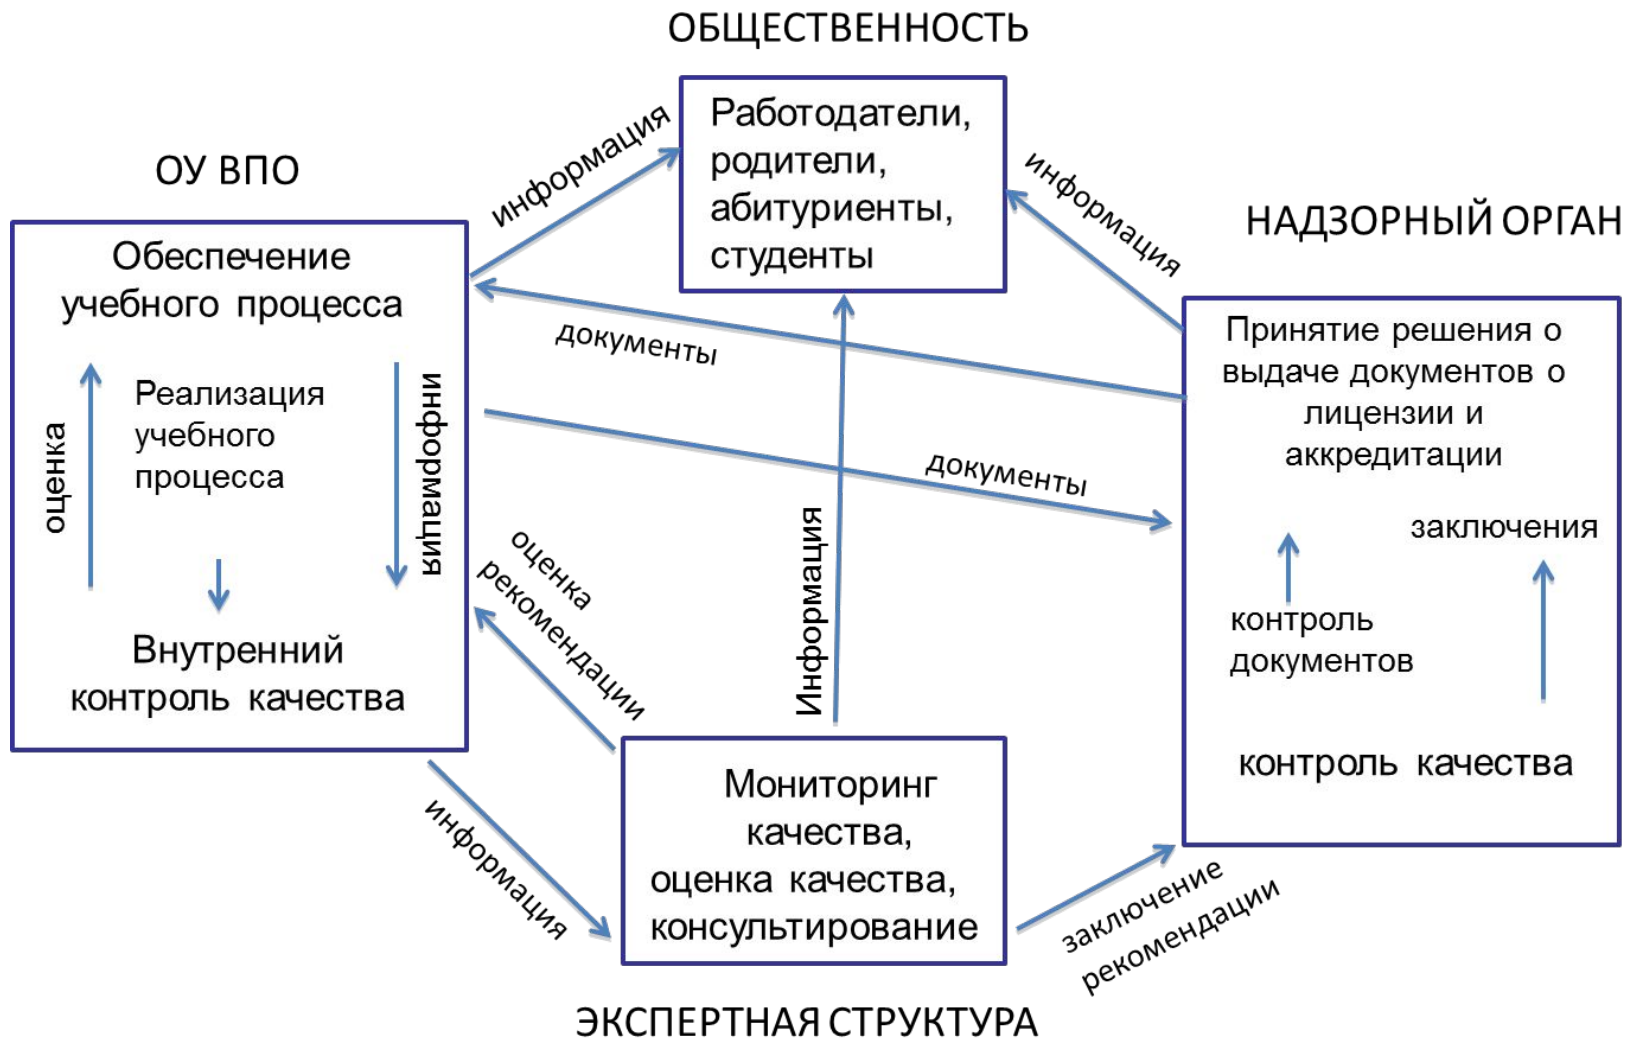 ОБЩЕСТВЕННОСТЬ
Работодатели,
родители,
абитуриенты,
студенты
ОУ ВПО
Обеспечение
учебного процесса
оценка
Реализация
учебного
процесса
информация
Внутренний
контроль качества
информация
информация
НАДЗОРНЫЙ ОРГАН
Принятие решения о
выдаче документов о
лицензии и
аккредитации
заключения
контроль
документов
контроль качества
документы
документы
оценка
рекомендации
Информация
информация
Мониторинг
качества,
оценка качества,
консультирование
заключение
рекомендации
ЭКСПЕРТНАЯ СТРУКТУРА